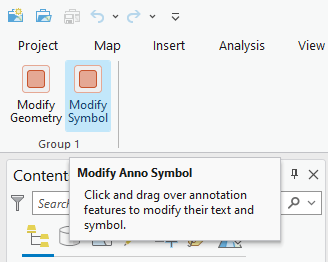 Project Map Insert Analysis View
Modify Modify
Geometry Symbol
Group 1
Modify Anno Symbol
Click and drag over annotation
features to modify their text and
symbol.
Conten
Search